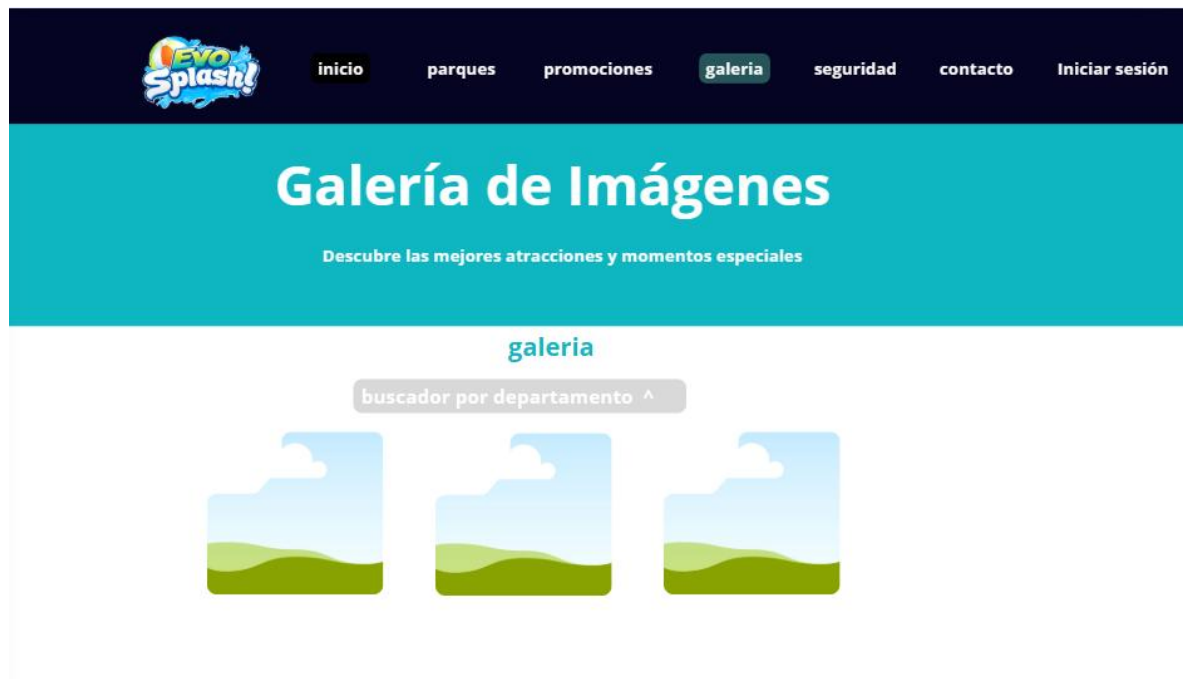 EVO
Splash!
inicio parques promociones galeria seguridad contacto Iniciar sesión
Galería de Imágenes
Descubre las mejores atracciones y momentos especiales
galeria
buscador por departamento ^